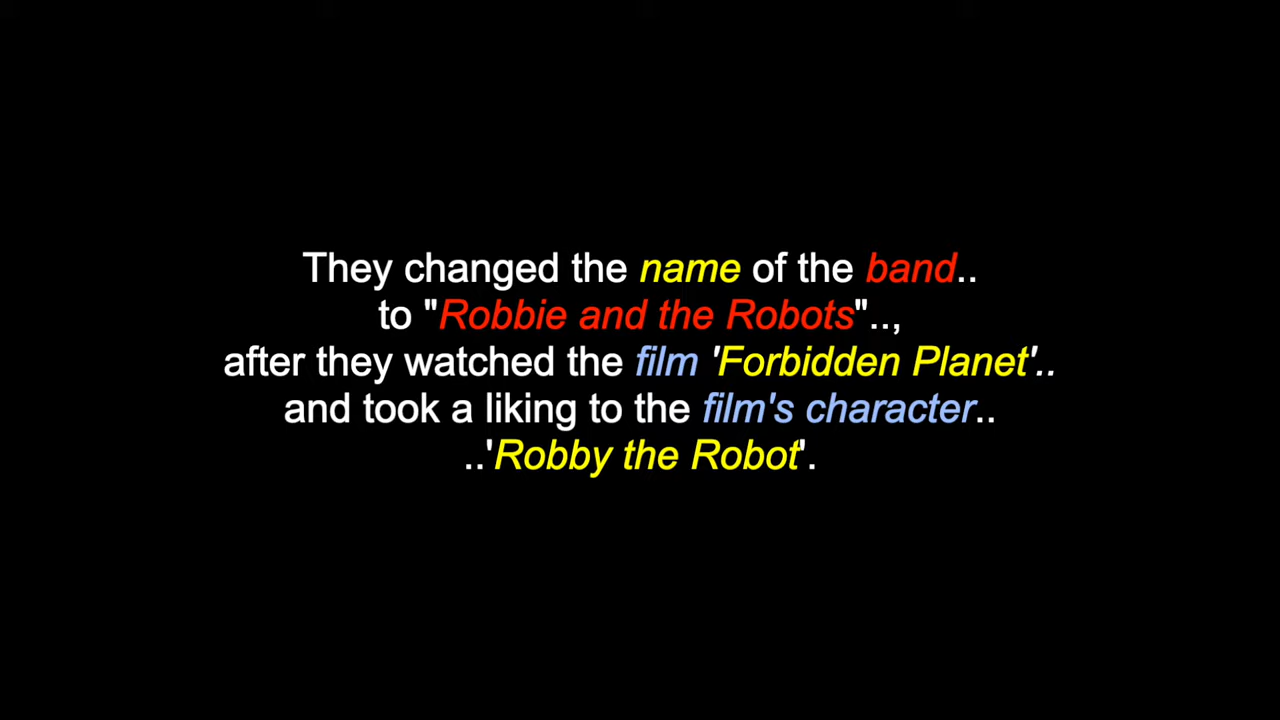 They changed the name of the band..
to "Robbie and the Robots"..,
after they watched the film 'Forbidden Planet'..
and took a liking to the film's character..
..'Robby the Robot'.